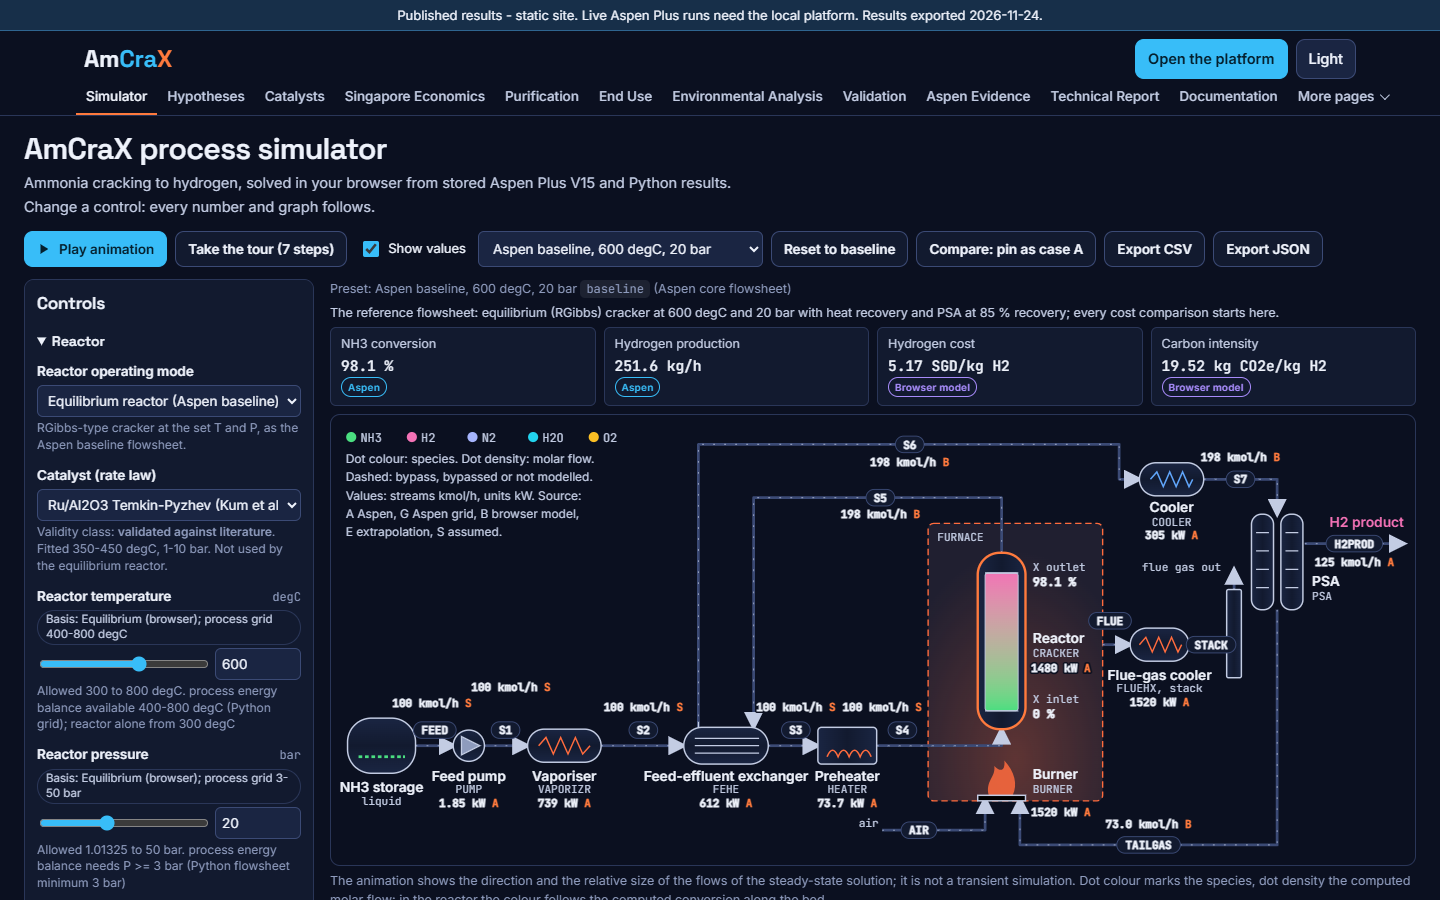 Published results - static site. Live Aspen Plus runs need the local platform. Results exported 2026-11-24.
AmCraX
Open the platform
Light
Simulator
Hypotheses
Catalysts
Singapore Economics
Purification
End Use
Environmental Analysis
Validation
Aspen Evidence
Technical Report
Documentation
More pages
AmCraX process simulator
Ammonia cracking to hydrogen, solved in your browser from stored Aspen Plus V15 and Python results.
Change a control: every number and graph follows.
Play animation
Take the tour (7 steps)
Show values
Aspen baseline, 600 degC, 20 bar
Reset to baseline
Compare: pin as case A
Export CSV
Export JSON
Controls
Reactor
Reactor operating mode
Equilibrium reactor (Aspen baseline)
RGibbs-type cracker at the set T and P, as the
Aspen baseline flowsheet.
Catalyst (rate law)
Ru/Al2O3 Temkin-Pyzhev (Kum et al
Validity class: validated against literature.
Fitted 350-450 degC, 1-10 bar. Not used by
the equilibrium reactor.
Reactor temperature degC
Basis: Equilibrium (browser); process grid
400-800 degC
600
Allowed 300 to 800 degC. process energy
balance available 400-800 degC (Python
grid); reactor alone from 300 degC
Reactor pressure bar
Basis: Equilibrium (browser); process grid 3-
50 bar
20
Allowed 1.01325 to 50 bar. process energy
balance needs P >= 3 bar (Python flowsheet
minimum 3 bar)
Preset: Aspen baseline, 600 degC, 20 bar baseline (Aspen core flowsheet)
The reference flowsheet: equilibrium (RGibbs) cracker at 600 degC and 20 bar with heat recovery and PSA at 85 % recovery; every cost comparison starts here.
NH3 conversion
98.1 %
Aspen
Hydrogen production
251.6 kg/h
Aspen
Hydrogen cost
5.17 SGD/kg H2
Browser model
Carbon intensity
19.52 kg CO2e/kg H2
Browser model
NH3 H2 N2 H2O O2
Dot colour: species. Dot density: molar flow.
Dashed: bypass, bypassed or not modelled.
Values: streams kmol/h, units kW. Source:
A Aspen, G Aspen grid, B browser model,
E extrapolation, S assumed.
S6
198 kmol/h B
S5
198 kmol/h B
198 kmol/h B
S7
Cooler
COOLER
305 kW A
H2 product
H2PROD
125 kmol/h A
PSA
PSA
FURNACE
X outlet
98.1 %
flue gas out
FLUE
STACK
Reactor
CRACKER
1480 kW A
Flue-gas cooler
FLUEHX, stack
1520 kW A
X inlet
0 %
100 kmol/h S
100 kmol/h S
100 kmol/h S
100 kmol/h S
100 kmol/h S
FEED
S1
S2
S3
S4
NH3 storage
liquid
Feed pump
PUMP
1.85 kW A
Vaporiser
VAPORIZR
739 kW A
Feed-effluent exchanger
FEHE
612 kW A
Preheater
HEATER
73.7 kW A
Burner
BURNER
1520 kW A
air
AIR
73.0 kmol/h B
TAILGAS
The animation shows the direction and the relative size of the flows of the steady-state solution; it is not a transient simulation. Dot colour marks the species, dot density the computed
molar flow; in the reactor the colour follows the computed conversion along the bed.